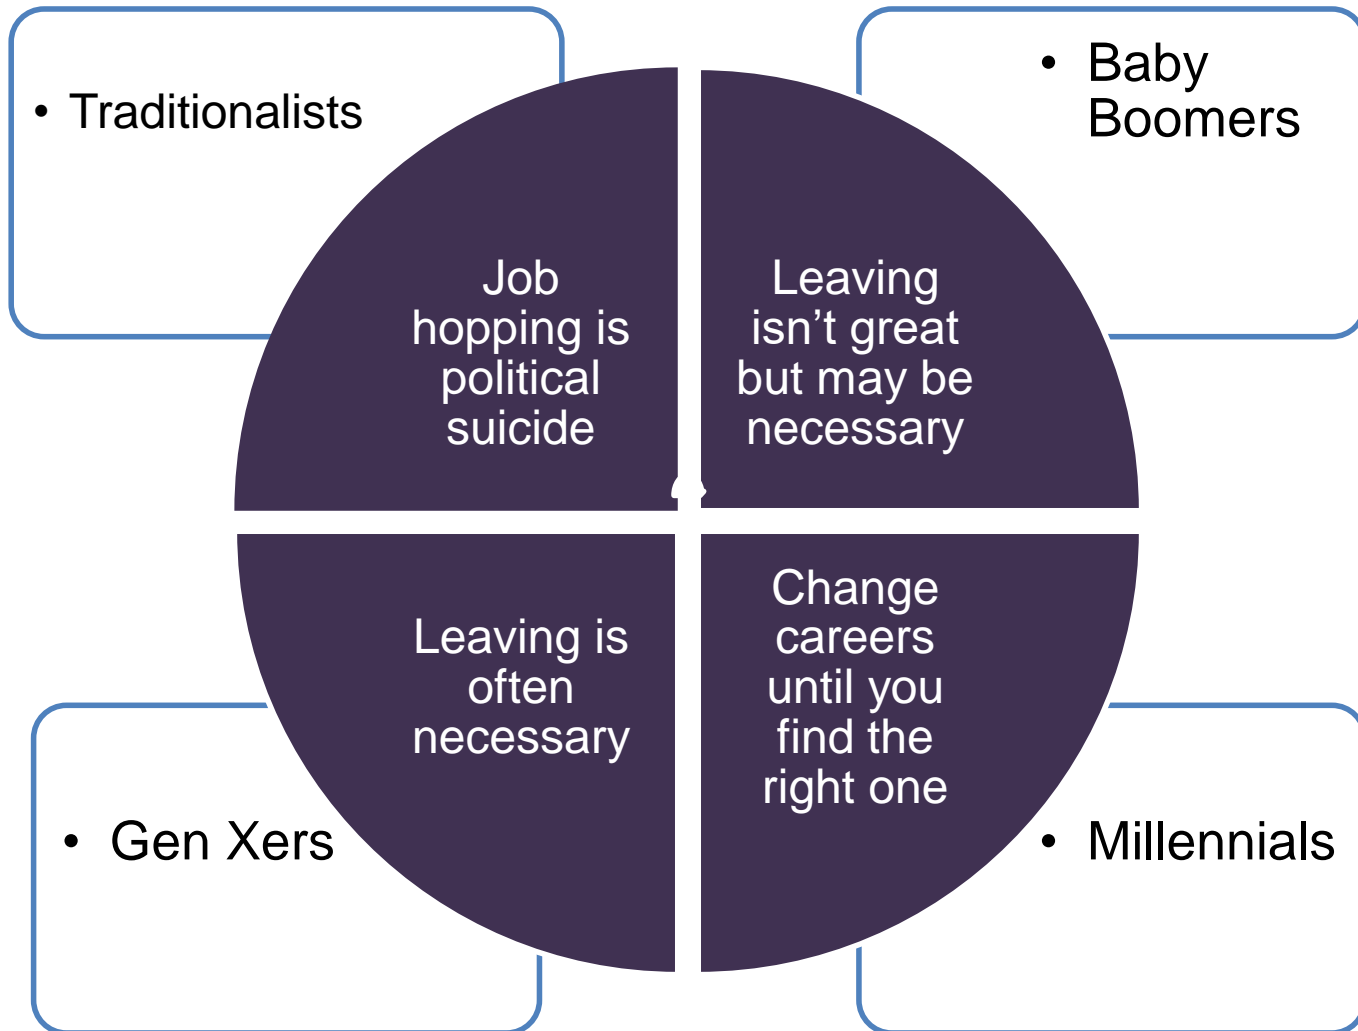 • Traditionalists
• Baby
Boomers
Job
hopping is
political
suicide
Leaving
isn’t great
but may be
necessary
Leaving is
often
necessary
Change
careers
until you
find the
right one
• Gen Xers
• Millennials